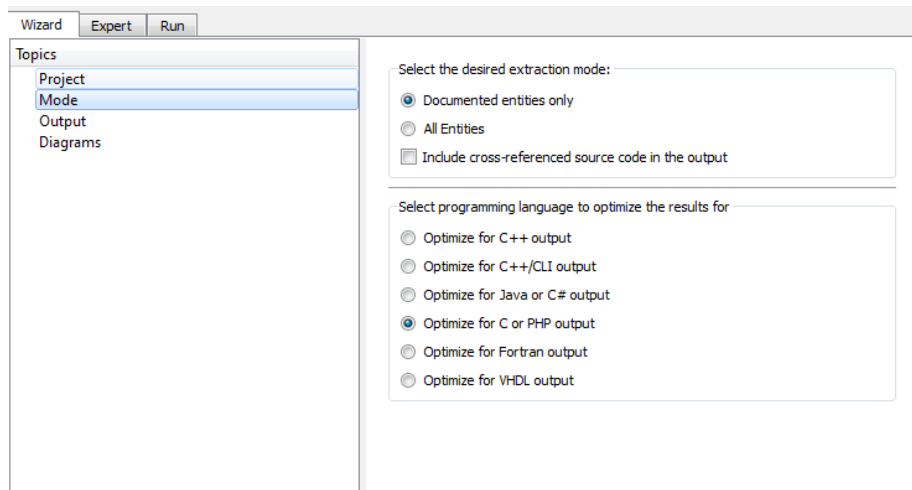 Wizard Expert Run
Topics
Project
Mode
Output
Diagrams
Select the desired extraction mode:
Documented entities only
All Entities
Include cross-referenced source code in the output
Select programming language to optimize the results for
Optimize for C++ output
Optimize for C++/CLI output
Optimize for Java or C# output
Optimize for C or PHP output
Optimize for Fortran output
Optimize for VHDL output